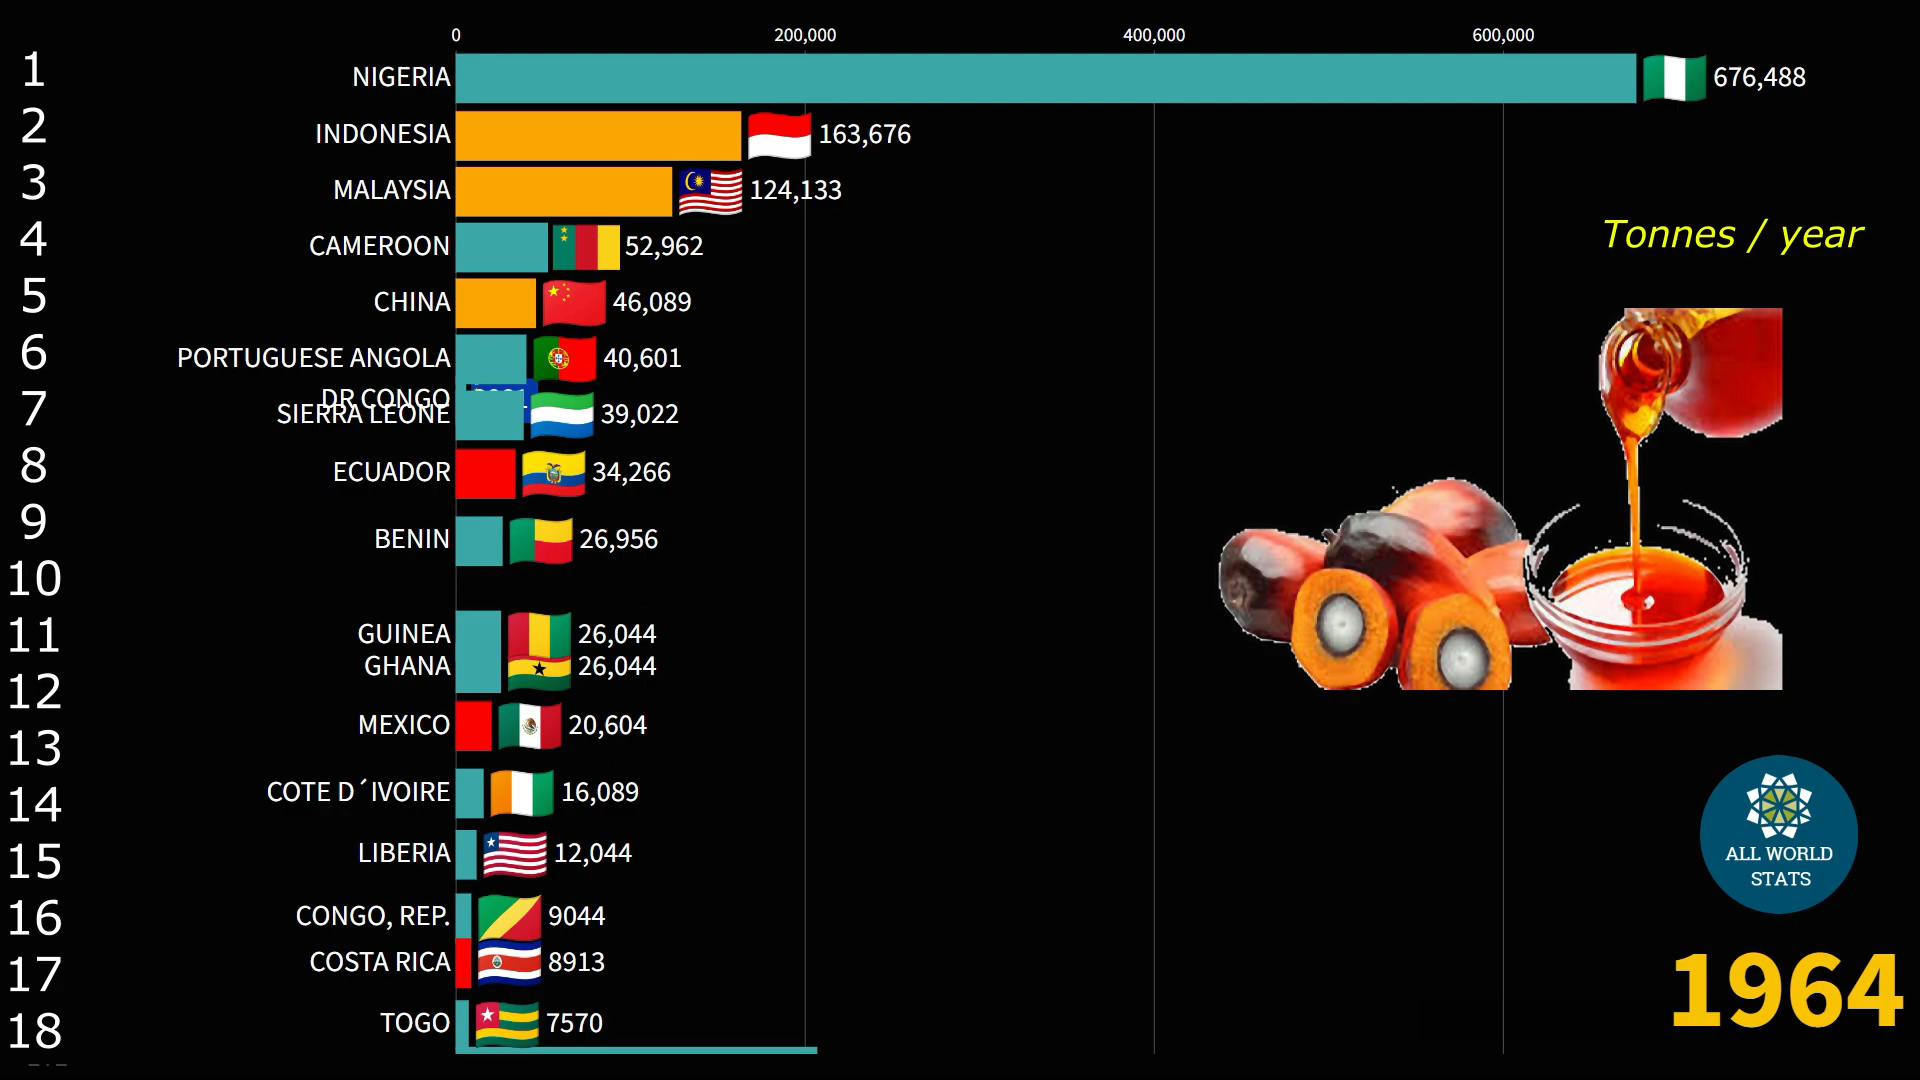 0 200,000 400,000 600,000
1 NIGERIA 676,488
2 INDONESIA 163,676
3 MALAYSIA 124,133
4 CAMEROON 52,962
Tonnes / year
5 CHINA 46,089
6 PORTUGUESE ANGOLA 40,601
DR CONGO
7 SIERRA LEONE 39,022
8 ECUADOR 34,266
9 BENIN 26,956
10
11 GUINEA 26,044
GHANA 26,044
12
MEXICO 20,604
13
14 COTE D´IVOIRE 16,089
15 LIBERIA 12,044
ALL WORLD
STATS
16 CONGO, REP. 9044
17 COSTA RICA 8913
18 TOGO 7570
1964